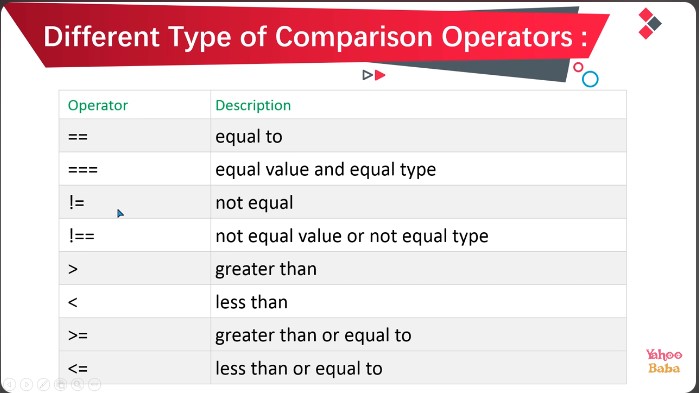 Different Type of Comparison Operators :
Operator Description
== equal to
=== equal value and equal type
!= not equal
!== not equal value or not equal type
> greater than
< less than
>= greater than or equal to
<= less than or equal to
Yahoo
Baba